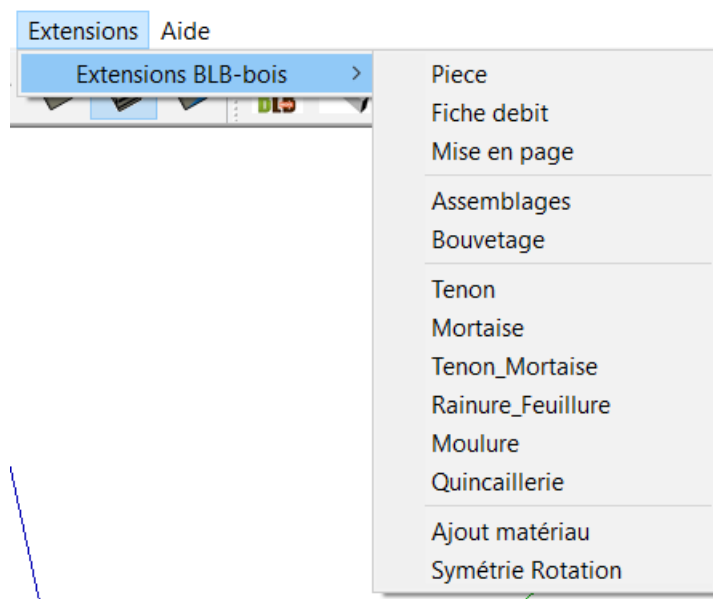 Extensions Aide
Extensions BLB-bois
Piece
Fiche debit
Mise en page
Assemblages
Bouvetage
Tenon
Mortaise
Tenon_Mortaise
Rainure_Feuillure
Moulure
Quincaillerie
Ajout matériau
Symétrie Rotation